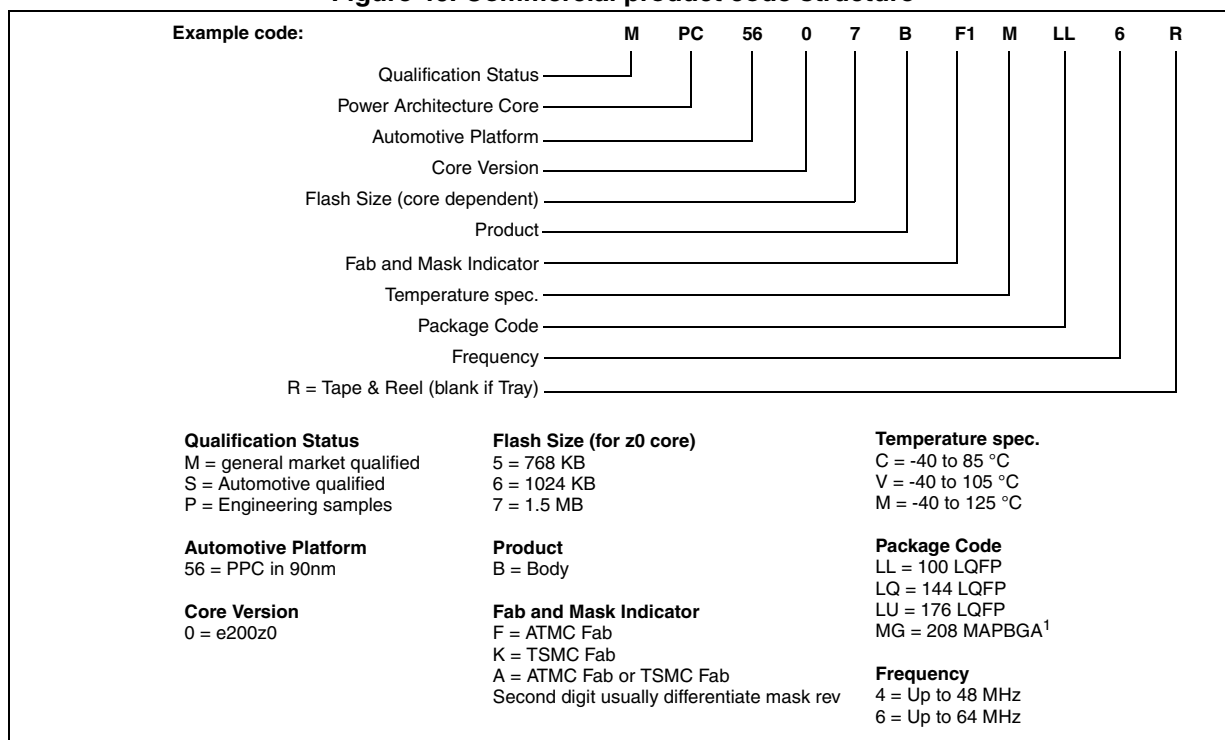 Figure 48. Commercial product code structure
Example code: M PC 56 0 7 B F1 M LL 6 R
Qualification Status
Power Architecture Core
Automotive Platform
Core Version
Flash Size (core dependent)
Product
Fab and Mask Indicator
Temperature spec.
Package Code
Frequency
R = Tape & Reel (blank if Tray)
Qualification Status
M = general market qualified
S = Automotive qualified
P = Engineering samples
Automotive Platform
56 = PPC in 90nm
Core Version
0 = e200z0
Flash Size (for z0 core)
5 = 768 KB
6 = 1024 KB
7 = 1.5 MB
Product
B = Body
Fab and Mask Indicator
F = ATMC Fab
K = TSMC Fab
A = ATMC Fab or TSMC Fab
Second digit usually differentiate mask rev
Temperature spec.
C = -40 to 85 °C
V = -40 to 105 °C
M = -40 to 125 °C
Package Code
LL = 100 LQFP
LQ = 144 LQFP
LU = 176 LQFP
MG = 208 MAPBGA1
Frequency
4 = Up to 48 MHz
6 = Up to 64 MHz